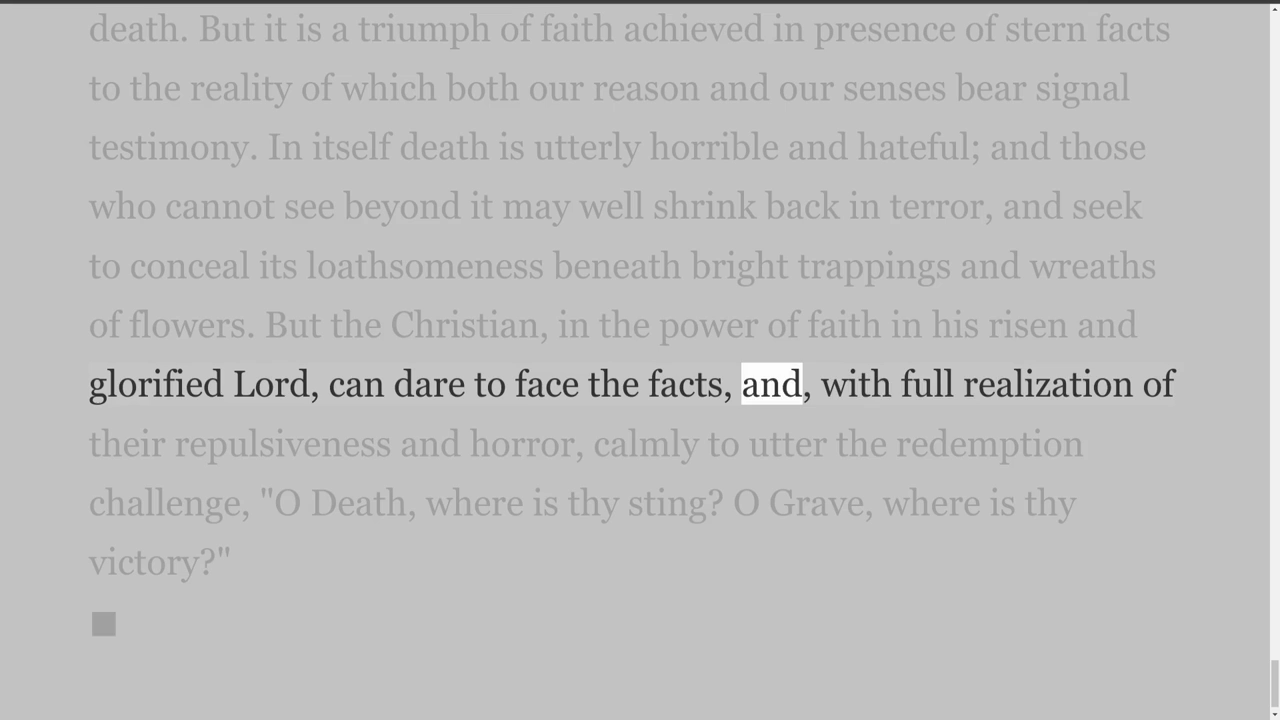 death. But it is a triumph of faith achieved in presence of stern facts
to the reality of which both our reason and our senses bear signal
testimony. In itself death is utterly horrible and hateful; and those
who cannot see beyond it may well shrink back in terror, and seek
to conceal its loathsomeness beneath bright trappings and wreaths
of flowers. But the Christian, in the power of faith in his risen and
glorified Lord, can dare to face the facts, and, with full realization of
their repulsiveness and horror, calmly to utter the redemption
challenge, "O Death, where is thy sting? O Grave, where is thy
victory?"